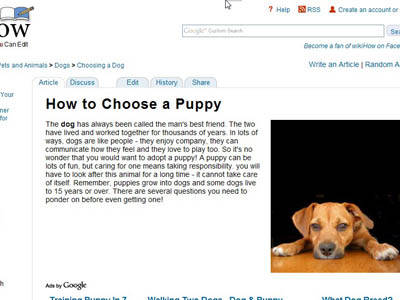 Help RSS Create an account or
ow
Google™ Custom Search Sea
u Can Edit
Become a fan of wikiHow on Face
Pets and Animals » Dogs » Choosing a Dog
Write an Article | Random A
Article Discuss Edit History Share
Your
How to Choose a Puppy
The dog has always been called the man's best friend. The two
have lived and worked together for thousands of years. In lots of
ways, dogs are like people - they enjoy company, they can
communicate how they feel and they love to play too. So it's no
wonder that you would want to adopt a puppy! A puppy can be
lots of fun, but caring for one means taking responsibility. you will
have to look after this animal for a long time - it cannot take care
of itself. Remember, puppies grow into dogs and some dogs live
to 15 years or over. There are several questions you need to
ponder on before even getting one!
Ads by Google
Training Puppy In 7 Walking Two Dogs Dog & Puppy What Dog Breed?